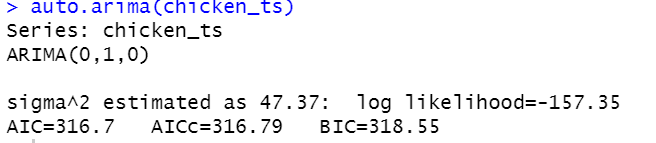 > auto.arima(chicken_ts)
Series: chicken_ts
ARIMA(0,1,0)
sigma^2 estimated as 47.37:  log likelihood=-157.35
AIC=316.7   AICc=316.79   BIC=318.55